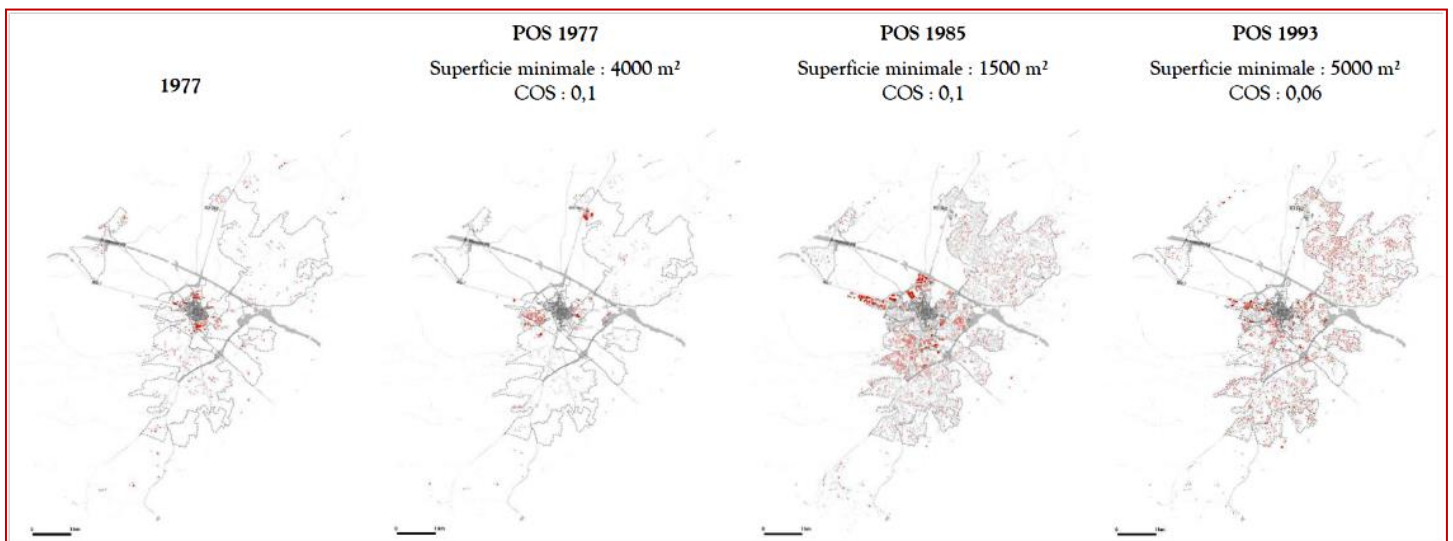 1977
POS 1977
Superficie minimale : 4000 m²
COS : 0,1
POS 1985
Superficie minimale : 1500 m²
COS : 0,1
POS 1993
Superficie minimale : 5000 m²
COS : 0,06